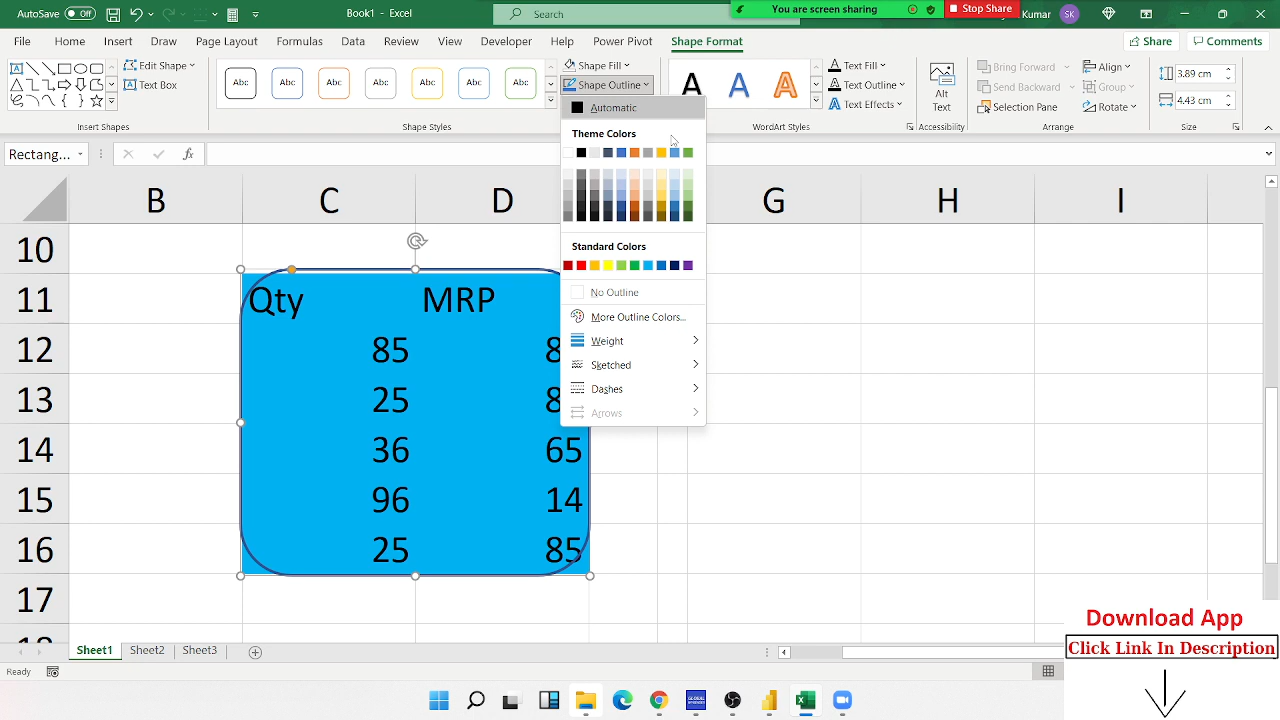 AutoSave Off
Book1 - Excel
Search
You are screen sharing
Stop Share
Kumar SK
File Home Insert Draw Page Layout Formulas Data Review View Developer Help Power Pivot Shape Format
Share Comments
Edit Shape
Text Box
Insert Shapes
Abc Abc Abc Abc Abc Abc Abc
Shape Styles
Shape Fill
Shape Outline
A A A
WordArt Styles
Text Fill
Text Outline
Text Effects
Alt
Text
Accessibility
Bring Forward
Send Backward
Selection Pane
Align
Group
Rotate
Arrange
3.89 cm
4.43 cm
Size
Rectang...
fx
Automatic
Theme Colors
Standard Colors
No Outline
More Outline Colors...
Weight
Sketched
Dashes
Arrows
B C D G H I
10
11 Qty MRP
12 85 8
13 25 8
14 36 65
15 96 14
16 25 85
17
Sheet1 Sheet2 Sheet3
Ready
Download App
Click Link In Description